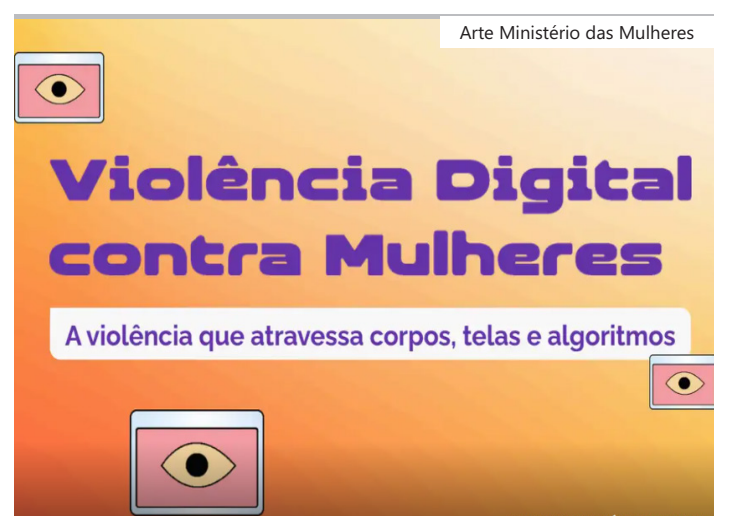 Arte Ministério das Mulheres
Violência Digital
contra Mulheres
A violência que atravessa corpos, telas e algoritmos